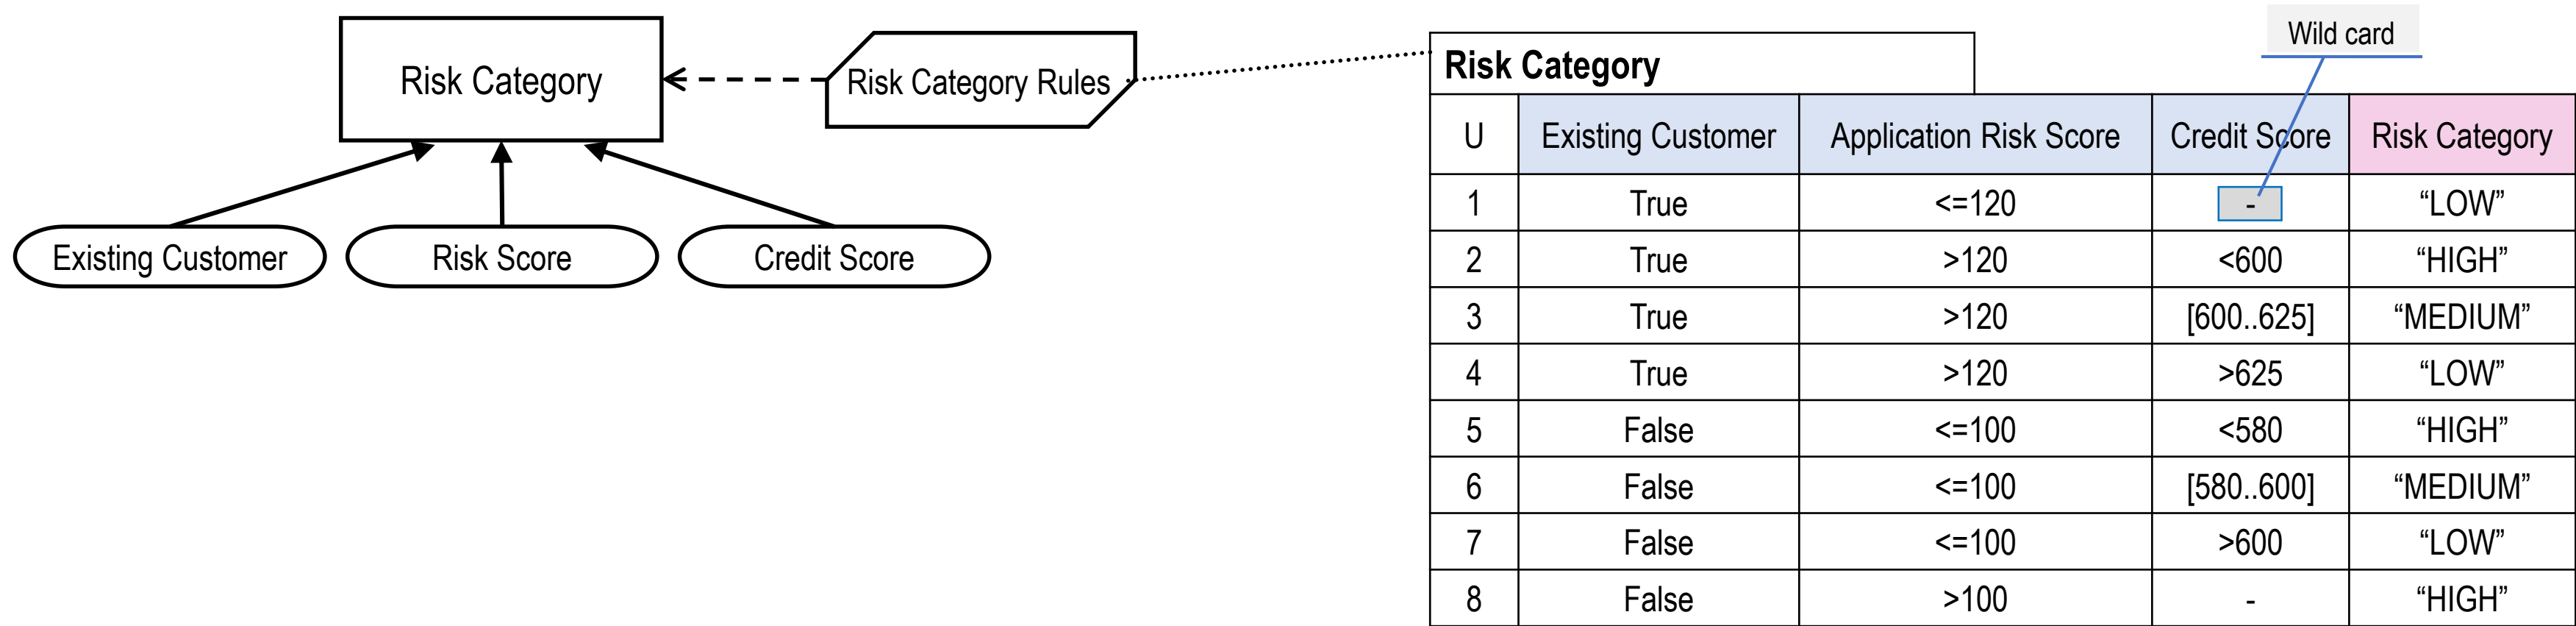 Wild card
Risk Category
Risk Category Rules
Existing Customer
Risk Score
Credit Score
Risk Category
U Existing Customer Application Risk Score Credit Score Risk Category
1 True <=120 - “LOW”
2 True >120 <600 “HIGH”
3 True >120 [600..625] “MEDIUM”
4 True >120 >625 “LOW”
5 False <=100 <580 “HIGH”
6 False <=100 [580..600] “MEDIUM”
7 False <=100 >600 “LOW”
8 False >100 - “HIGH”